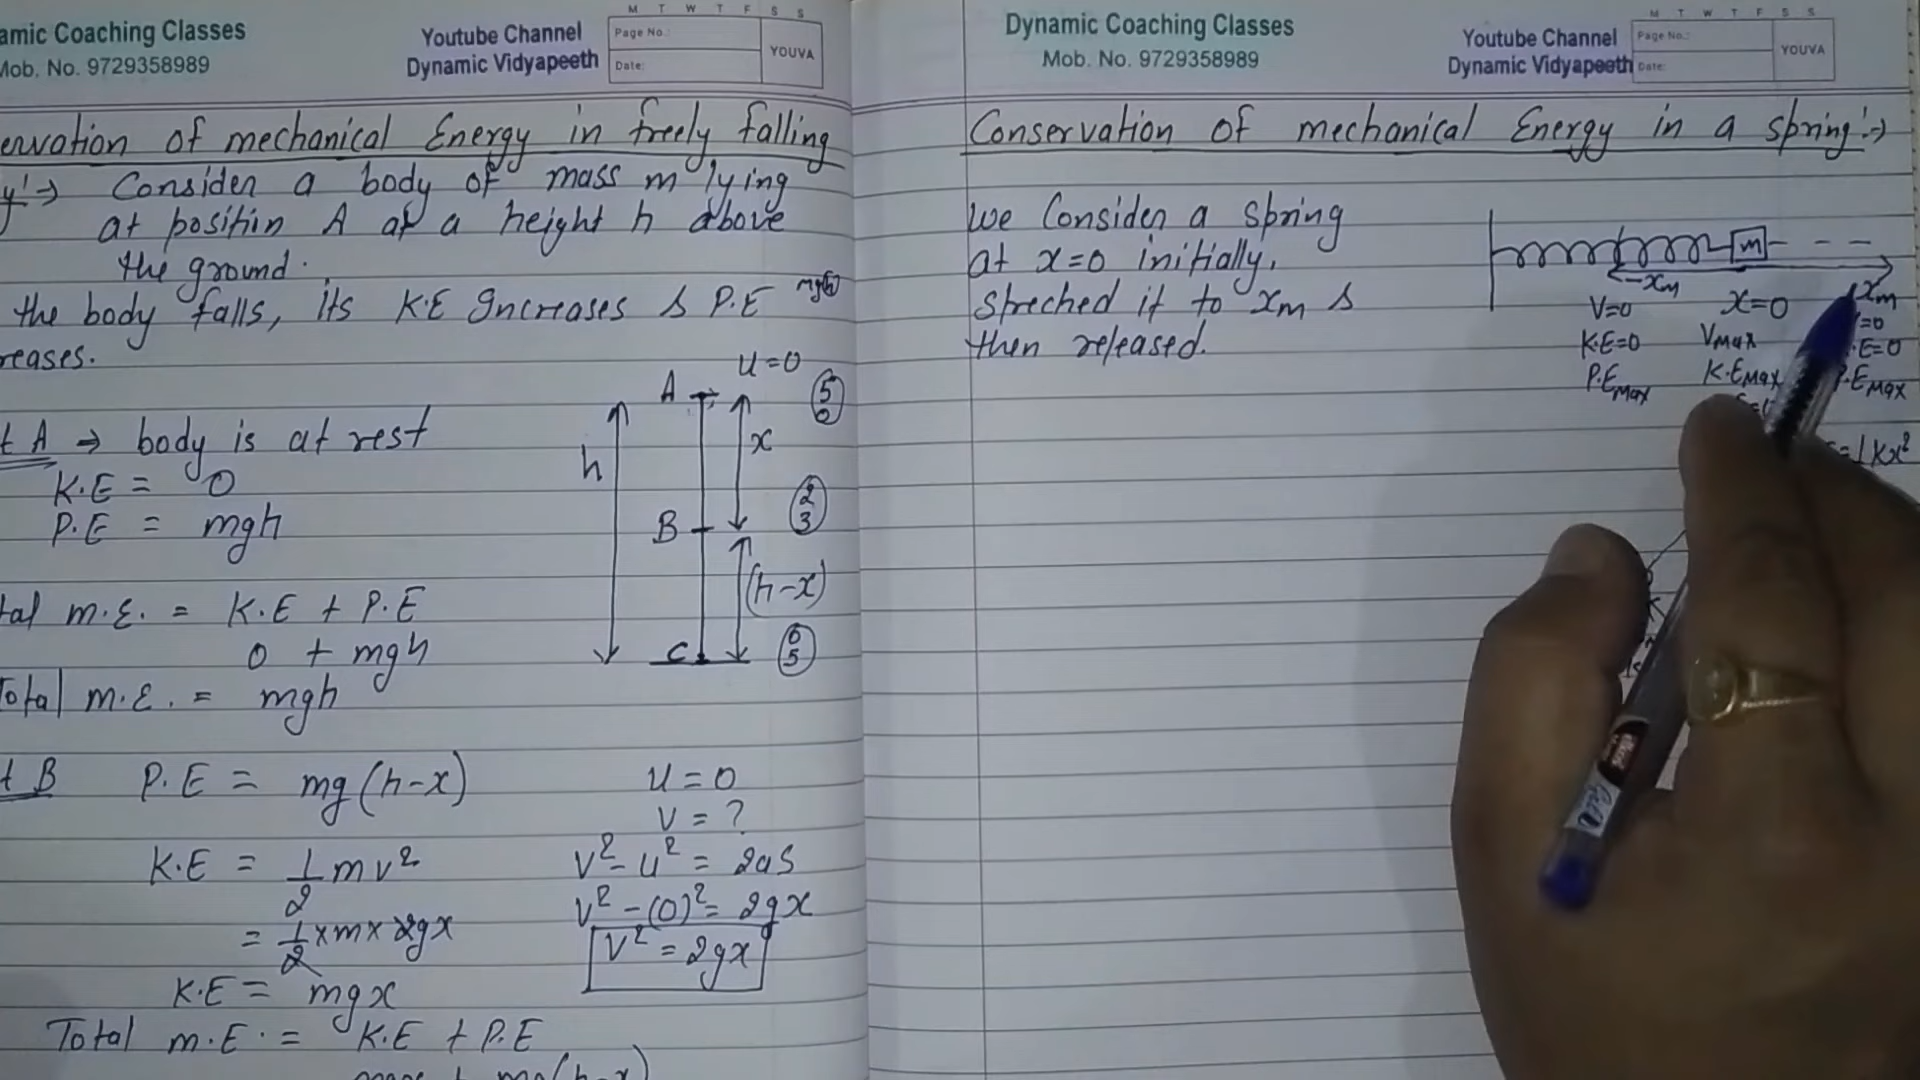 amic Coaching Classes
Mob. No. 9729358989
Youtube Channel
Dynamic Vidyapeeth
M T W T F S S
Page No.:
Date:
YOUVA
ervation of mechanical Energy in freely falling
y:→ Consider a body of mass m lying
at position A at a height h above
the ground.
the body falls, its K.E Increases & P.E
reases.
u=0
A
x
h
B
(h-x)
C
t A → body is at rest
K.E = 0
P.E = mgh
tal m.E. = K.E + P.E
0 + mgh
Total m.E. = mgh
t B P.E = mg(h-x)
K.E = 1/2 mv²
= 1/2 × m × 2gx
K.E = mgx
Total m.E. = K.E + P.E
u=0
v = ?
v² - u² = 2as
v² - (0)² = 2gx
v² = 2gx
Dynamic Coaching Classes
Mob. No. 9729358989
Youtube Channel
Dynamic Vidyapeeth
M T W T F S S
Page No.:
Date:
YOUVA
Conservation of mechanical Energy in a spring:→
We Consider a spring
at x=0 initially,
streched it to xm &
then released.
m
-xm
x=0
xm
V=0
K.E=0
P.EMax
VMax
K.EMax
=0
E=0
P.EMax